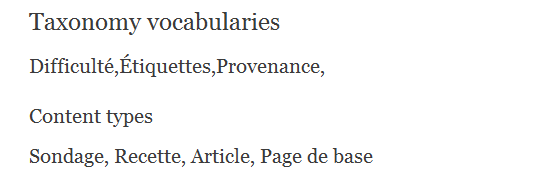 Taxonomy vocabularies
Difficulté,Étiquettes,Provenance,
Content types
Sondage, Recette, Article, Page de base